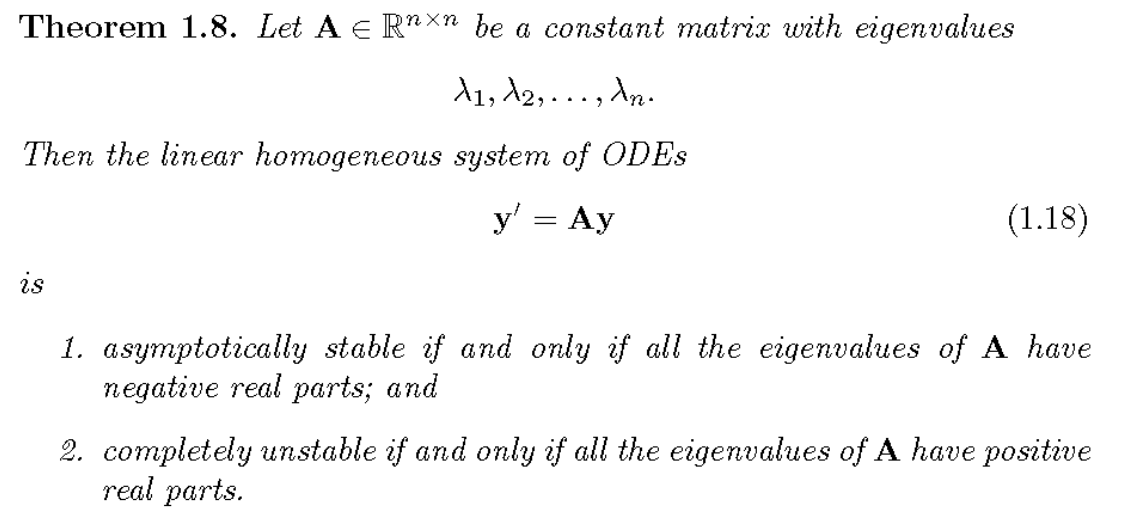 Theorem 1.8. Let A ∈ ℝⁿˣⁿ be a constant matrix with eigenvalues
λ₁, λ₂, . . . , λₙ.
Then the linear homogeneous system of ODEs
y′ = Ay (1.18)
is
1. asymptotically stable if and only if all the eigenvalues of A have
negative real parts; and
2. completely unstable if and only if all the eigenvalues of A have positive
real parts.